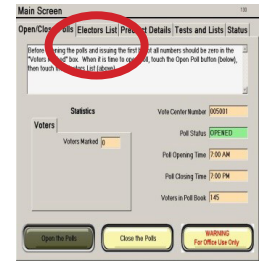 Main Screen
Open/Close Polls Electors List Precinct Details Tests and Lists Status
Before opening the polls and issuing the first ballot all numbers should be zero in the
"Voters Marked" box. When it is time to open poll, touch the Open Poll button (below),
then touch the Electors List (above).
Statistics
Voters
Voters Marked 0
Vote Center Number 005001
Poll Status OPENED
Poll Opening Time 7:00 AM
Poll Closing Time 7:00 PM
Voters in Poll Book 145
Open the Polls
Close the Polls
WARNING
For Office Use Only